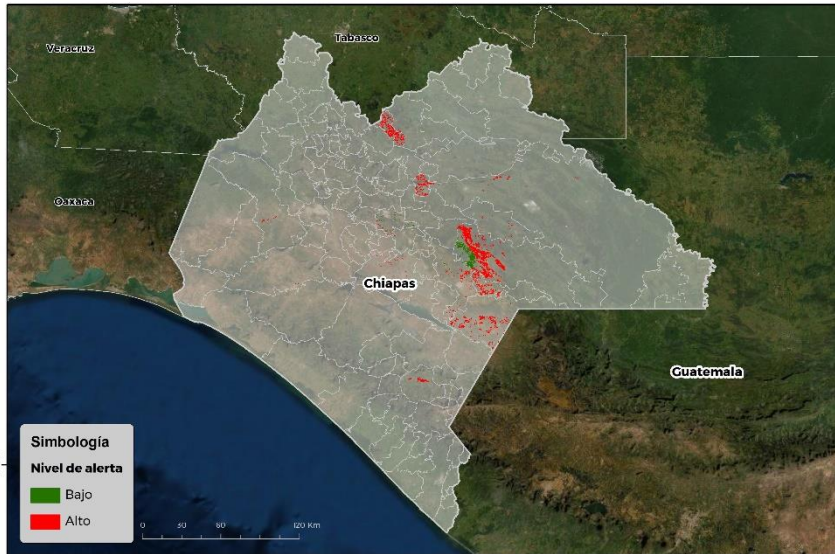 Tabasco
Veracruz
Oaxaca
Chiapas
Guatemala
Simbología
Nivel de alerta
Bajo
Alto
0 30 60 120 Km